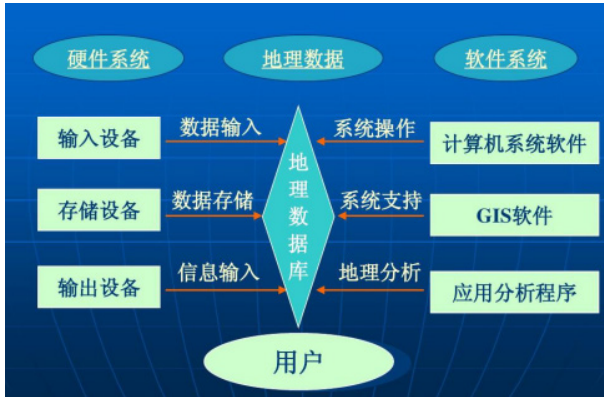 硬件系统 地理数据 软件系统
输入设备 数据输入 系统操作 计算机系统软件
地理数据库
存储设备 数据存储 系统支持 GIS软件
输出设备 信息输入 地理分析 应用分析程序
用户